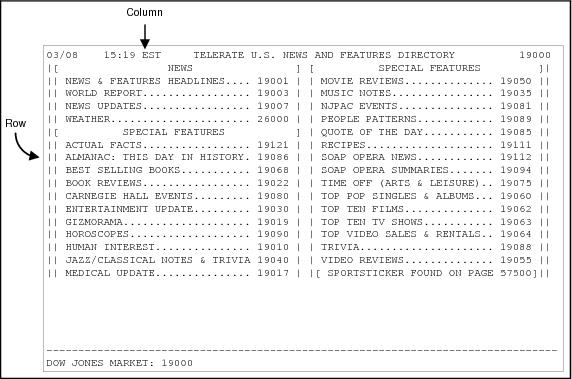 Column
03/08 15:19 EST TELERATE U.S. NEWS AND FEATURES DIRECTORY 19000
|[ NEWS ] [ SPECIAL FEATURES ]|
|| NEWS & FEATURES HEADLINES.... 19001 | | MOVIE REVIEWS.............. 19050 ||
|| WORLD REPORT................. 19003 | | MUSIC NOTES................ 19035 ||
|| NEWS UPDATES................. 19007 | | NJPAC EVENTS............... 19081 ||
|| WEATHER...................... 26000 | | PEOPLE PATTERNS............ 19089 ||
Row
|[ SPECIAL FEATURES ] | QUOTE OF THE DAY........... 19085 ||
|| ACTUAL FACTS................. 19121 | | RECIPES.................... 19111 ||
|| ALMANAC: THIS DAY IN HISTORY. 19086 | | SOAP OPERA NEWS............ 19112 ||
|| BEST SELLING BOOKS........... 19068 | | SOAP OPERA SUMMARIES....... 19094 ||
|| BOOK REVIEWS................. 19022 | | TIME OFF (ARTS & LEISURE).. 19075 ||
|| CARNEGIE HALL EVENTS......... 19080 | | TOP POP SINGLES & ALBUMS... 19060 ||
|| ENTERTAINMENT UPDATE......... 19030 | | TOP TEN FILMS.............. 19062 ||
|| GIZMORAMA.................... 19019 | | TOP TEN TV SHOWS........... 19063 ||
|| HOROSCOPES................... 19090 | | TOP VIDEO SALES & RENTALS.. 19064 ||
|| HUMAN INTEREST............... 19010 | | TRIVIA..................... 19088 ||
|| JAZZ/CLASSICAL NOTES & TRIVIA 19040 | | VIDEO REVIEWS.............. 19055 ||
|| MEDICAL UPDATE............... 19017 | |[ SPORTSTICKER FOUND ON PAGE 57500]||
DOW JONES MARKET: 19000